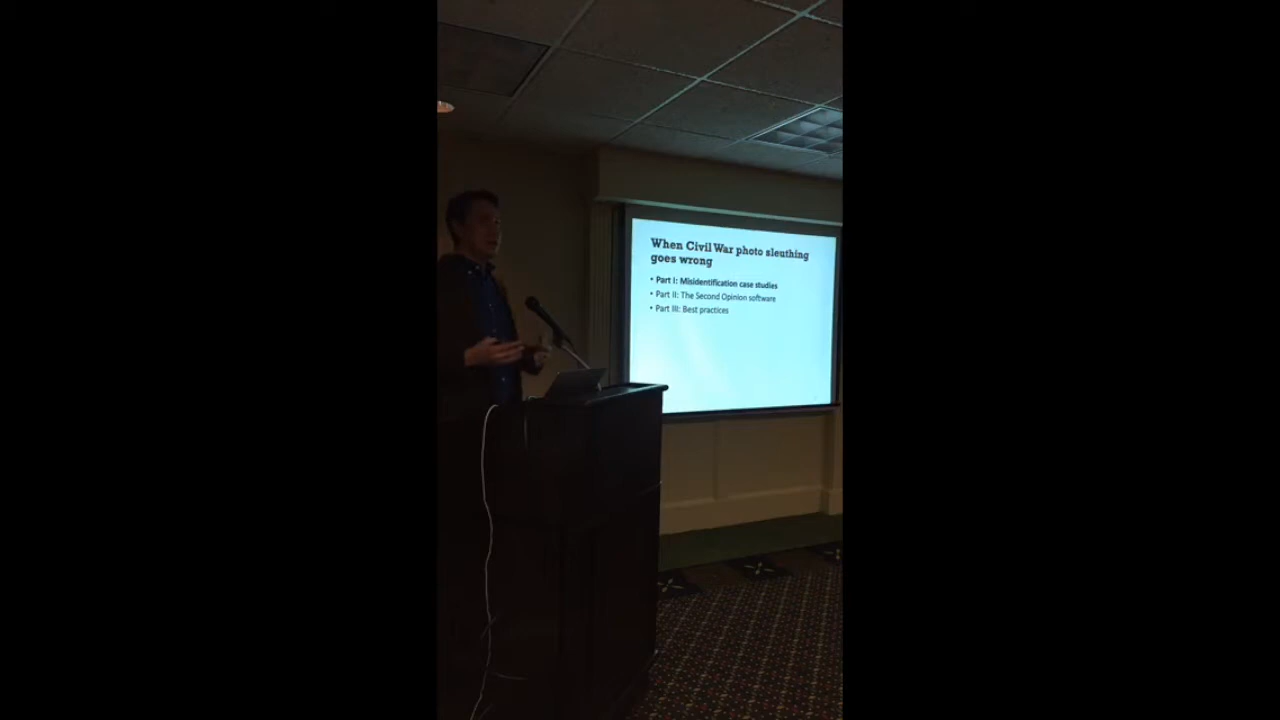 When Civil War photo sleuthing
goes wrong
• Part I: Misidentification case studies
• Part II: The Second Opinion software
• Part III: Best practices